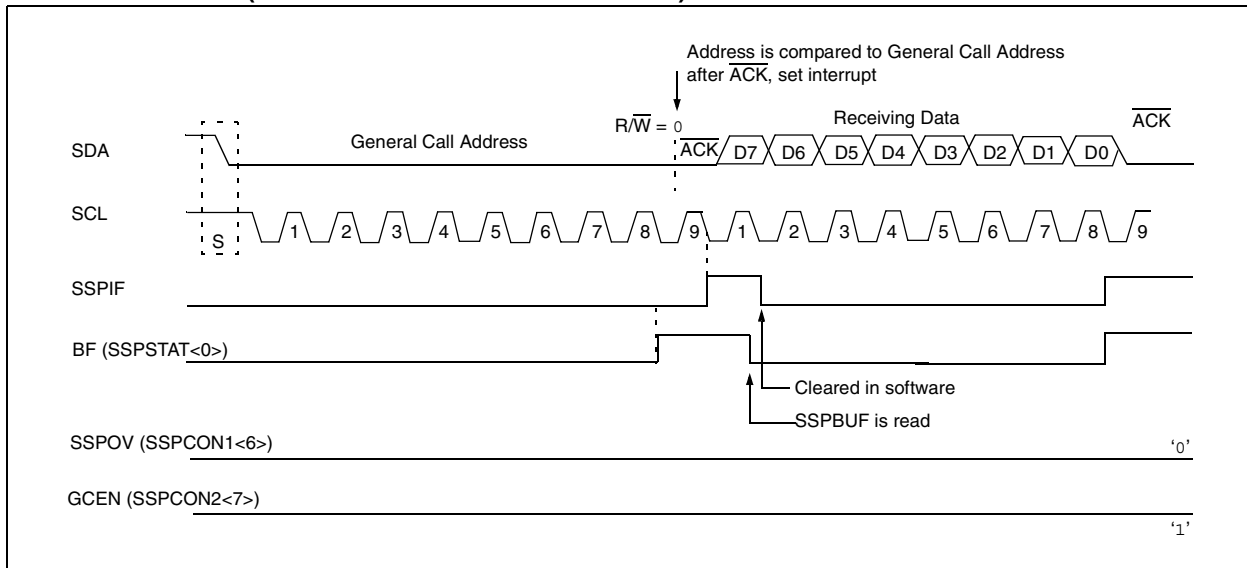 Address is compared to General Call Address
after ACK, set interrupt
R/W = 0
General Call Address
Receiving Data
ACK
SDA
ACK D7 D6 D5 D4 D3 D2 D1 D0
SCL
S
1 2 3 4 5 6 7 8 9 1 2 3 4 5 6 7 8 9
SSPIF
BF (SSPSTAT<0>)
Cleared in software
SSPBUF is read
SSPOV (SSPCON1<6>)
‘0’
GCEN (SSPCON2<7>)
‘1’